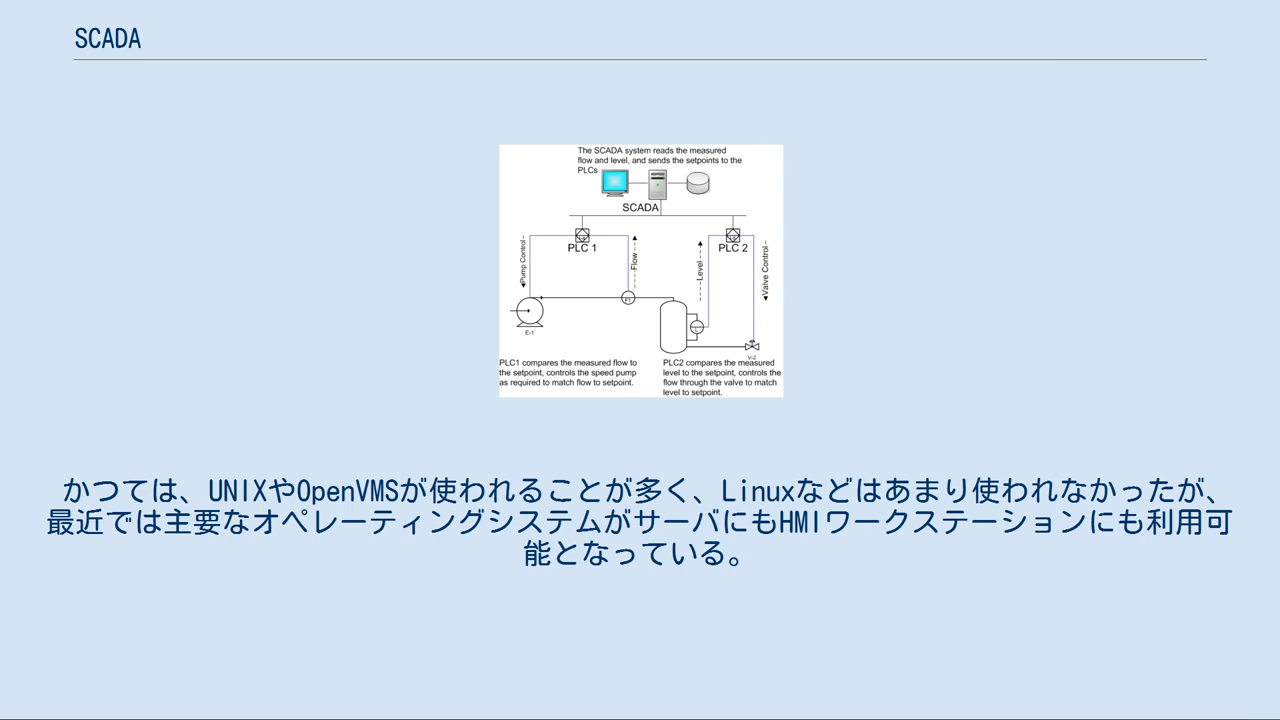 SCADA
The SCADA system reads the measured
flow and level, and sends the setpoints to the
PLCs
SCADA
PLC 1
PLC 2
Pump Control
Flow
Level
Valve Control
E-1
V-2
PLC1 compares the measured flow to
the setpoint, controls the speed pump
as required to match flow to setpoint.
PLC2 compares the measured
level to the setpoint, controls the
flow through the valve to match
level to setpoint.
かつては、UNIXやOpenVMSが使われることが多く、Linuxなどはあまり使われなかったが、
最近では主要なオペレーティングシステムがサーバにもHMIワークステーションにも利用可
能となっている。